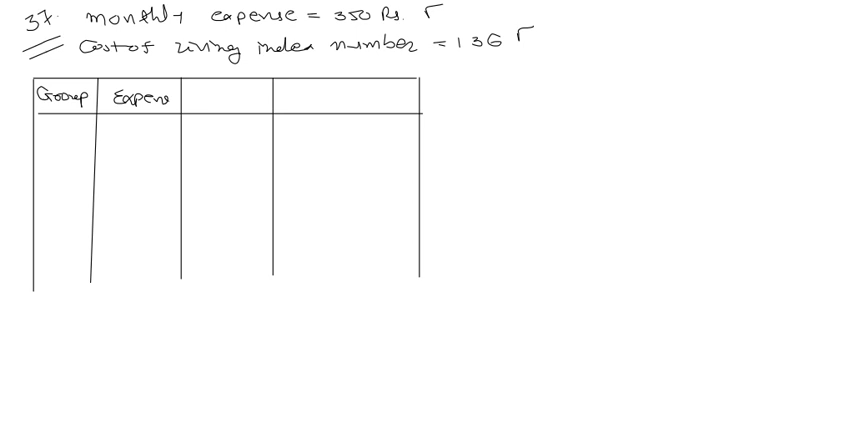 37. monthly expense = 350 Rs.
Cost of living index number = 136
Group Expens